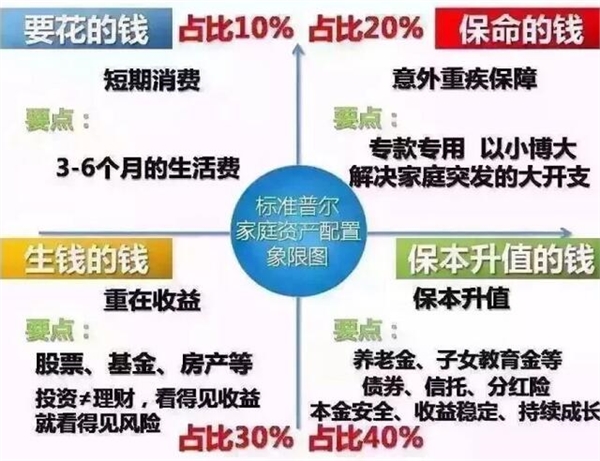 要花的钱
占比10%
占比20%
保命的钱
短期消费
要点：
3-6个月的生活费
意外重疾保障
要点：
专款专用 以小博大
解决家庭突发的大开支
标准普尔
家庭资产配置
象限图
生钱的钱
重在收益
要点：
股票、基金、房产等
投资≠理财，看得见收益
就看得见风险
占比30%
保本升值的钱
保本升值
要点：
养老金、子女教育金等
债券、信托、分红险
本金安全、收益稳定、持续成长
占比40%